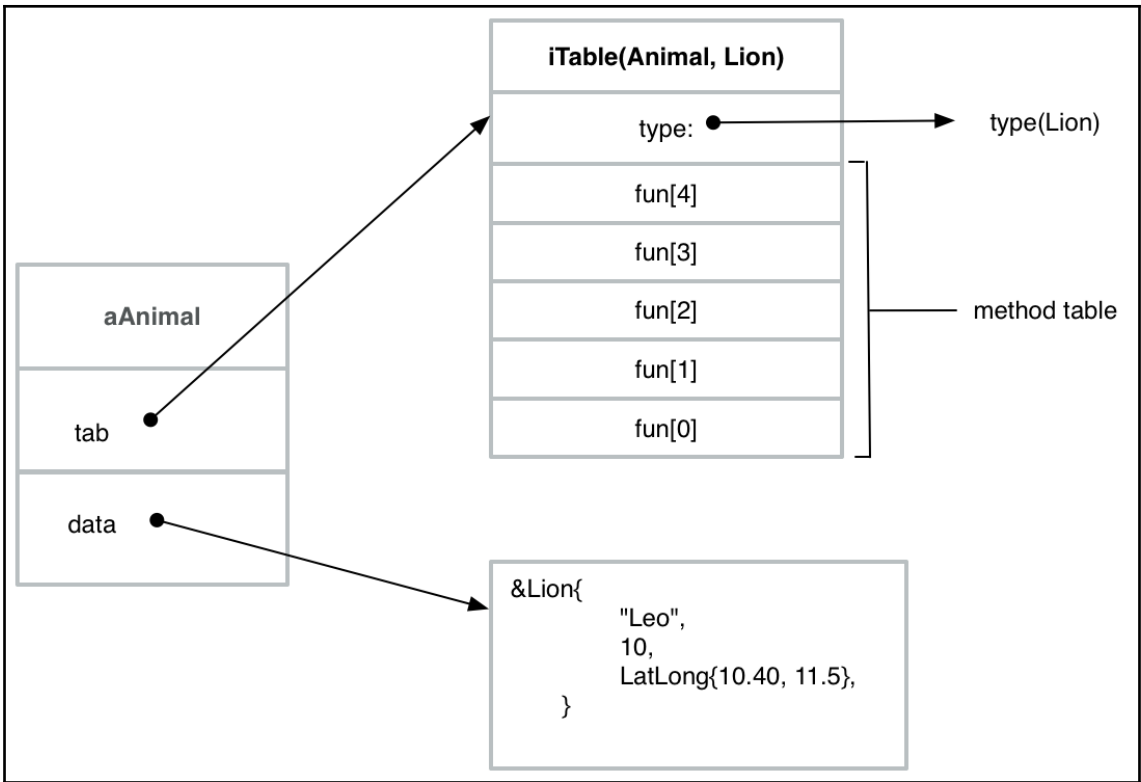 iTable(Animal, Lion)
type:
type(Lion)
fun[4]
fun[3]
fun[2]
fun[1]
fun[0]
method table
aAnimal
tab
data
&Lion{
"Leo",
10,
LatLong{10.40, 11.5},
}